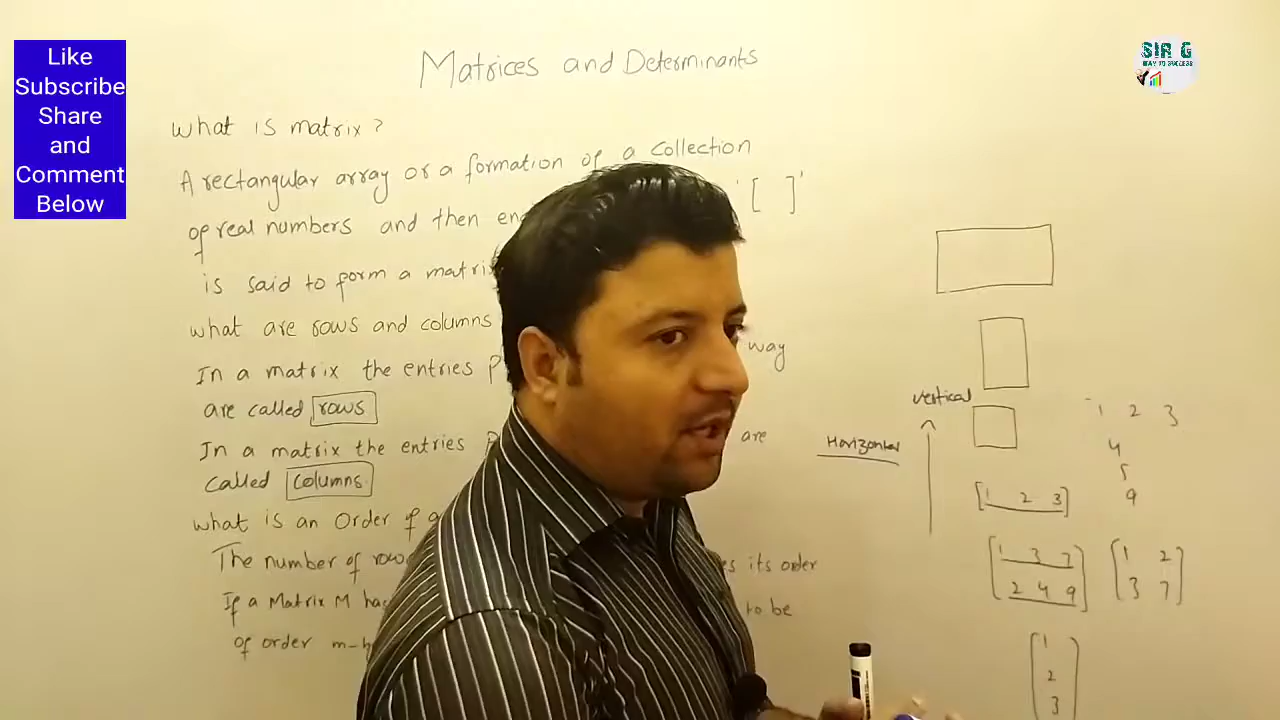 Like
Subscribe
Share
and
Comment
Below
SIR G
WAY TO SUCCESS
Matrices and Determinants
What is matrix?
A rectangular array or a formation of a collection
of real numbers and then en '[ ]'
is said to form a matri
what are rows and columns
In a matrix the entries P way
are called rows
In a matrix the entries P are
called columns
what is an Order of a
The number of row es its order
If a Matrix M has to be
of order m-b
vertical
Horizontal
1 2 3
4
5
9
[1 2 3]
[1 3 7
2 4 9]
[1 2
3 7]
[1
2
3